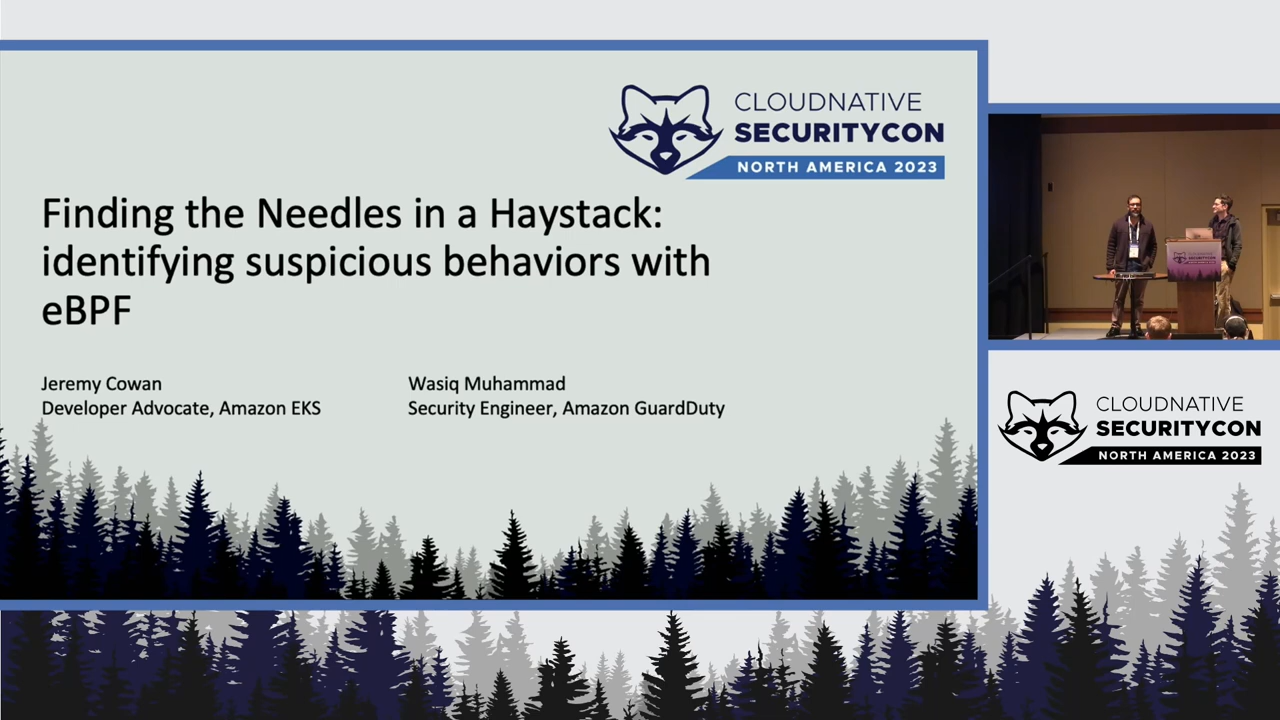 CLOUDNATIVE
SECURITYCON
NORTH AMERICA 2023
Finding the Needles in a Haystack:
identifying suspicious behaviors with
eBPF
Jeremy Cowan
Developer Advocate, Amazon EKS
Wasiq Muhammad
Security Engineer, Amazon GuardDuty
CLOUDNATIVE
SECURITYCON
NORTH AMERICA 2023